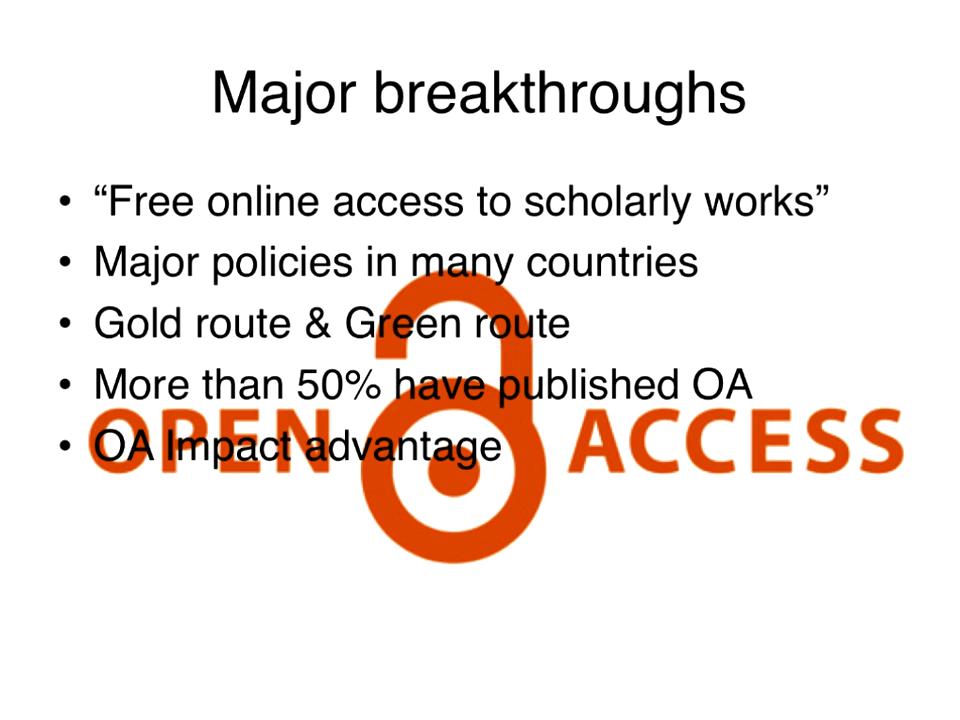 Major breakthroughs
• “Free online access to scholarly works”
• Major policies in many countries
• Gold route & Green route
• More than 50% have published OA
• OA Impact advantage
OPEN ACCESS